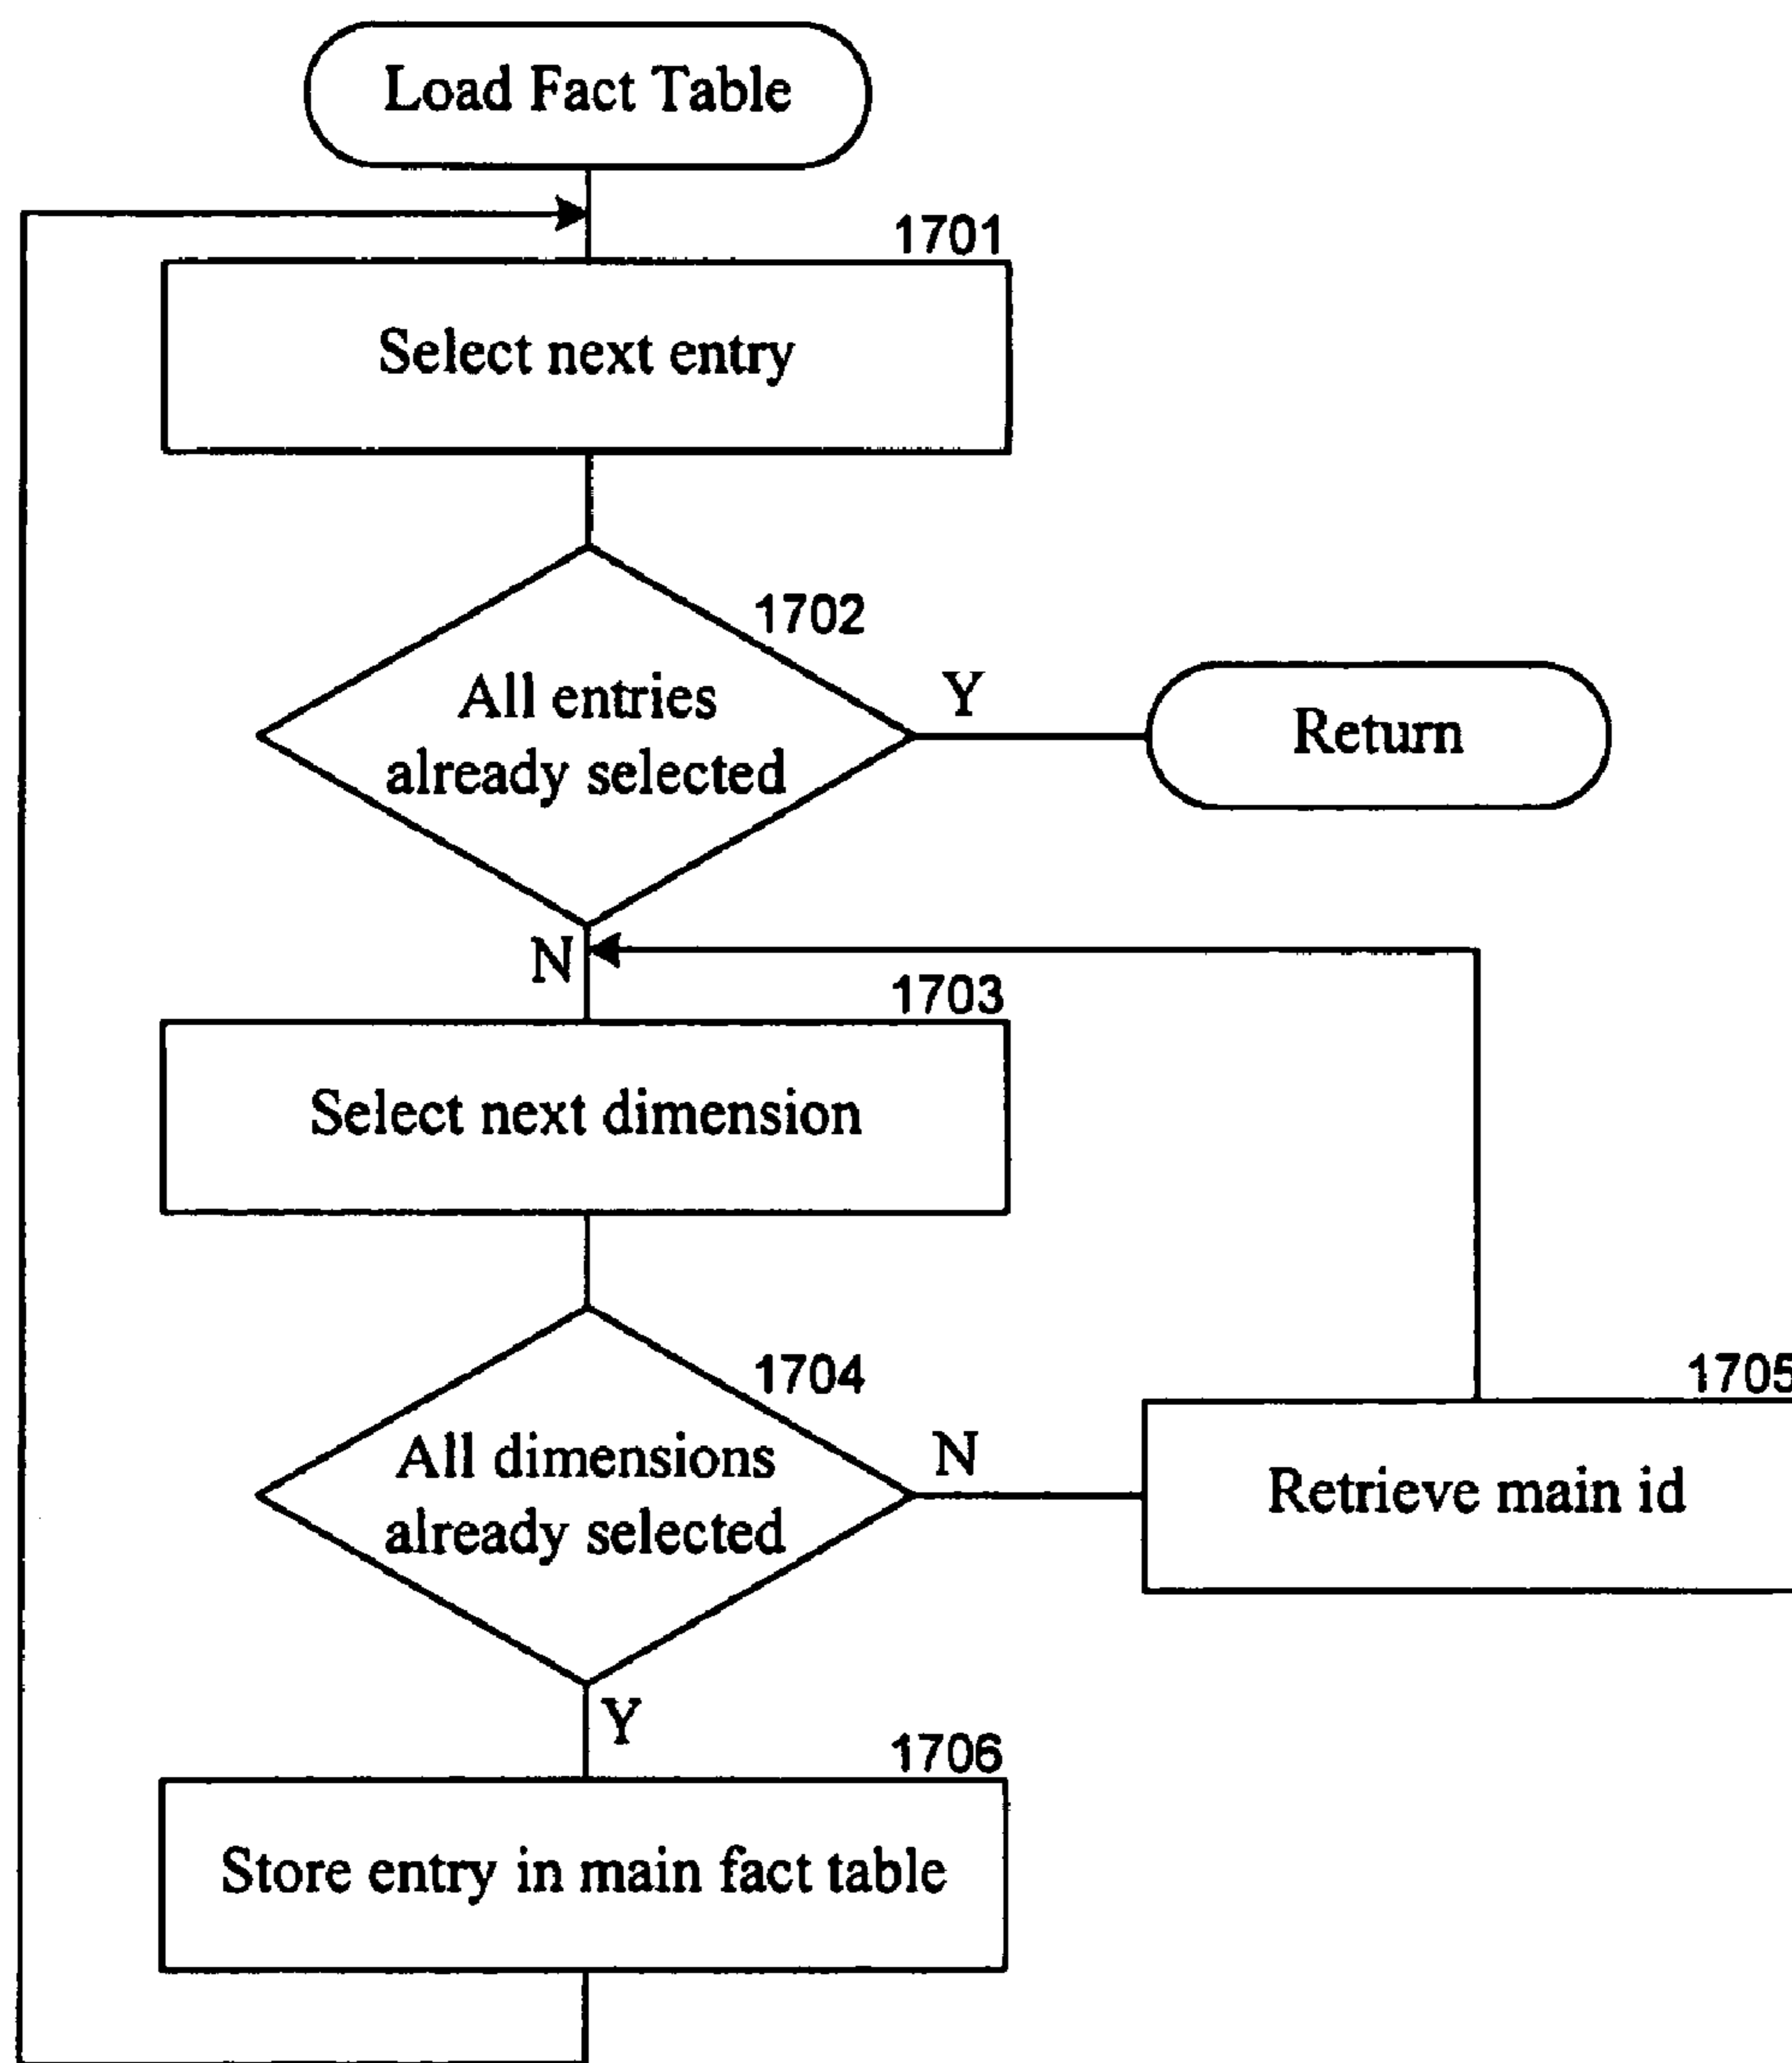 Load Fact Table
1701
Select next entry
1702
All entries
already selected
Y
Return
N
1703
Select next dimension
1704
All dimensions
already selected
N
1705
Retrieve main id
Y
1706
Store entry in main fact table